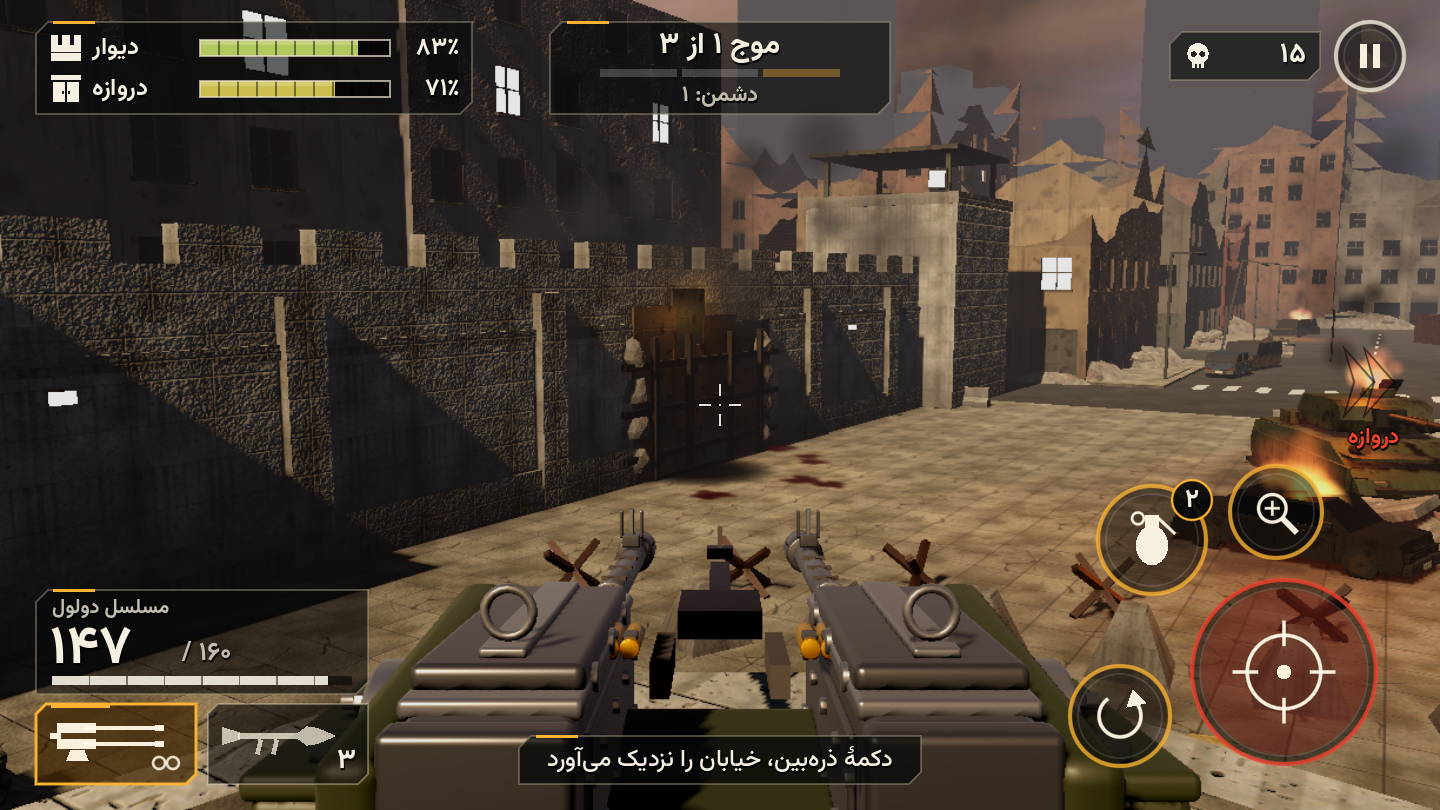 دیوار ۸۳٪
دروازه ۷۱٪
موج ۱ از ۳
دشمن: ۱
۱۵
دروازه
۲
مسلسل دولول
۱۴۷ / ۱۶۰
∞
۳
دکمهٔ ذره‌بین، خیابان را نزدیک می‌آورد